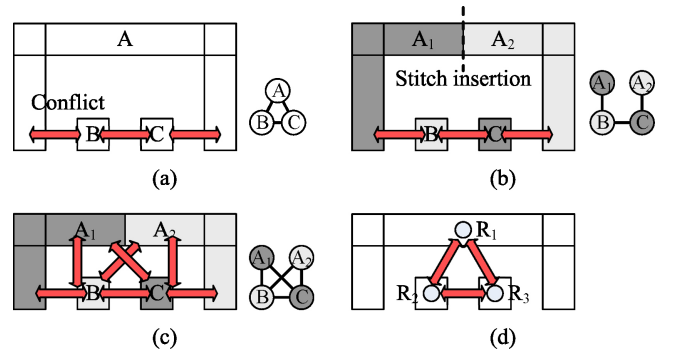 A
Conflict
B C
A
B C
(a)
A₁ A₂
Stitch insertion
B C
A₁ A₂
B C
(b)
A₁ A₂
B C
A₁ A₂
B C
(c)
R₁
R₂ R₃
(d)